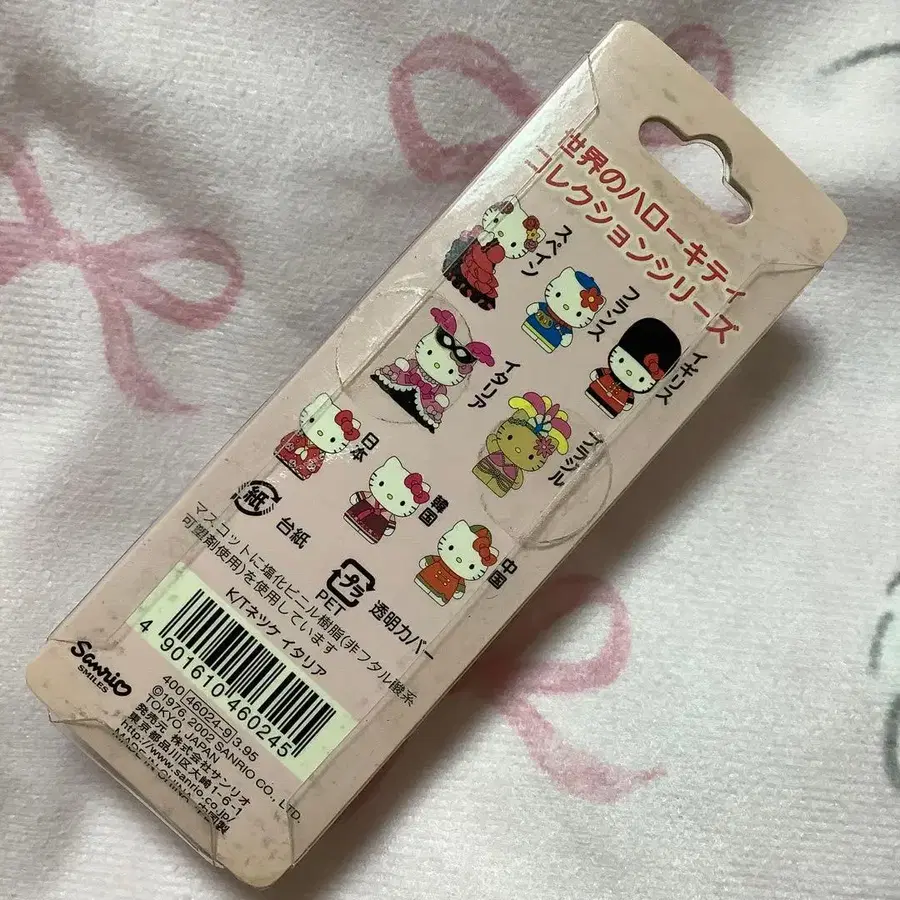 世界のハローキティ
コレクションシリーズ
スペイン
フランス
イギリス
イタリア
ブラジル
日本
韓国
中国
紙
台紙
プラ
PET
透明カバー
マスコットに塩化ビニル樹脂(非フタル酸系
可塑剤使用)を使用しています
K/Tネツケ イタリア
4 901610 460245
Sanrio
SMILES
400 46024-9 3.95
©1976, 2002 SANRIO CO., LTD.
TOKYO, JAPAN
発売元 株式会社サンリオ
東京都品川区大崎1-6-1
http://www.sanrio.co.jp/
MADE IN CHINA 中国製